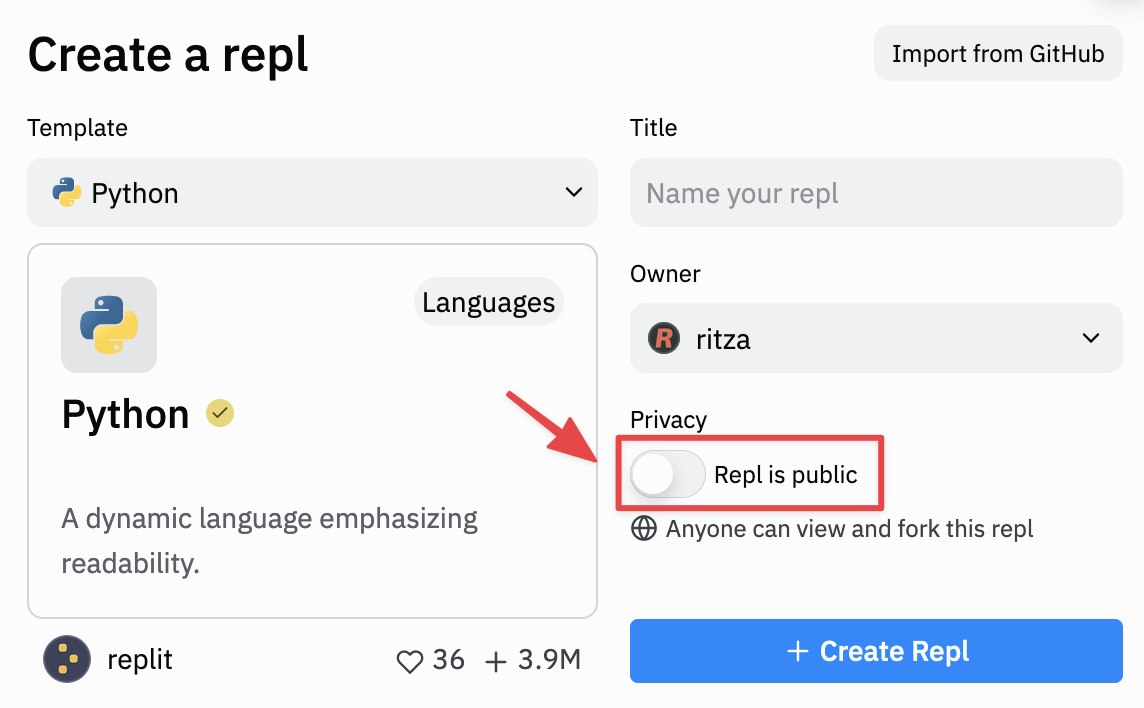 Create a repl
Import from GitHub
Template
Python
Languages
Python
A dynamic language emphasizing
readability.
replit
36
3.9M
Title
Name your repl
Owner
R ritza
Privacy
Repl is public
Anyone can view and fork this repl
+ Create Repl